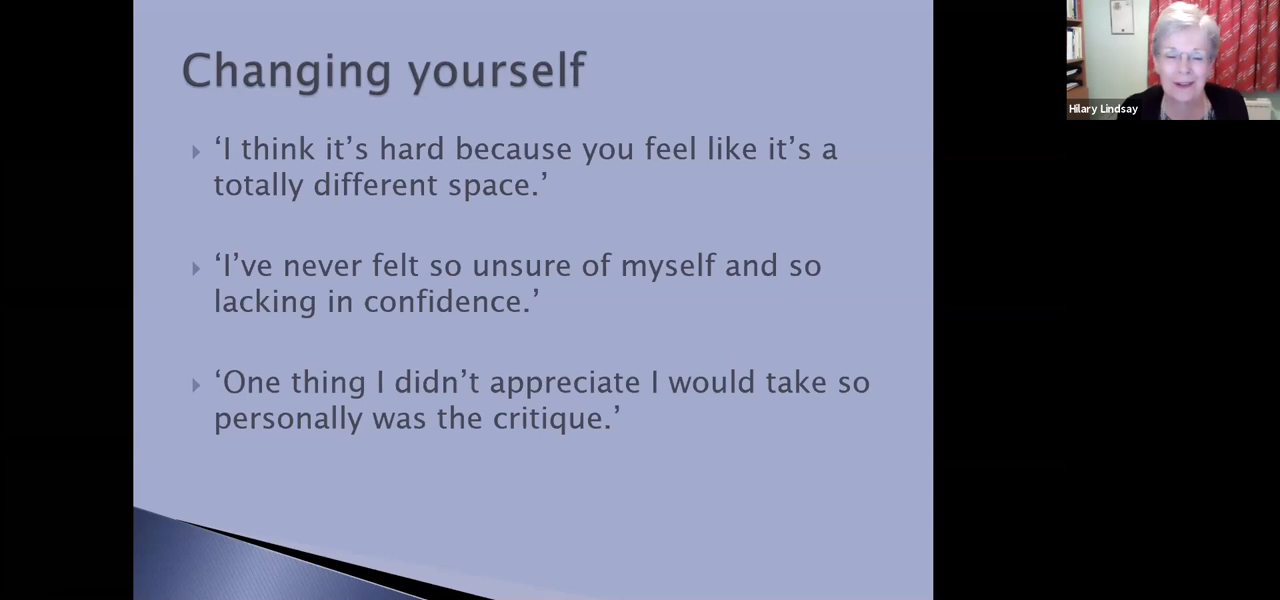 Changing yourself
‘I think it’s hard because you feel like it’s a
totally different space.’
‘I’ve never felt so unsure of myself and so
lacking in confidence.’
‘One thing I didn’t appreciate I would take so
personally was the critique.’
Hilary Lindsay